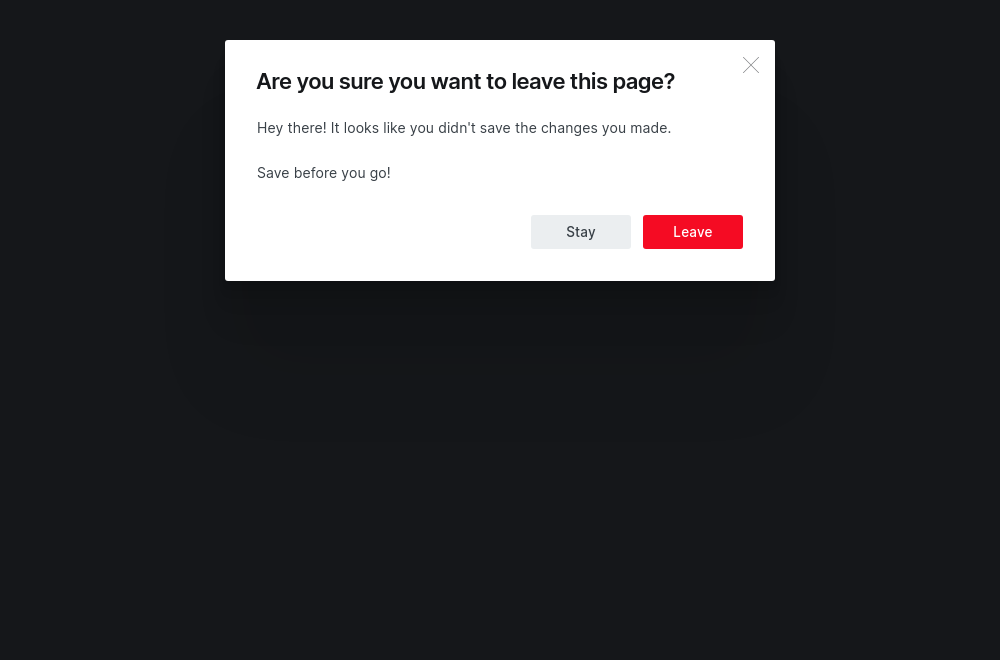 Are you sure you want to leave this page?
Hey there! It looks like you didn't save the changes you made.
Save before you go!
Stay
Leave